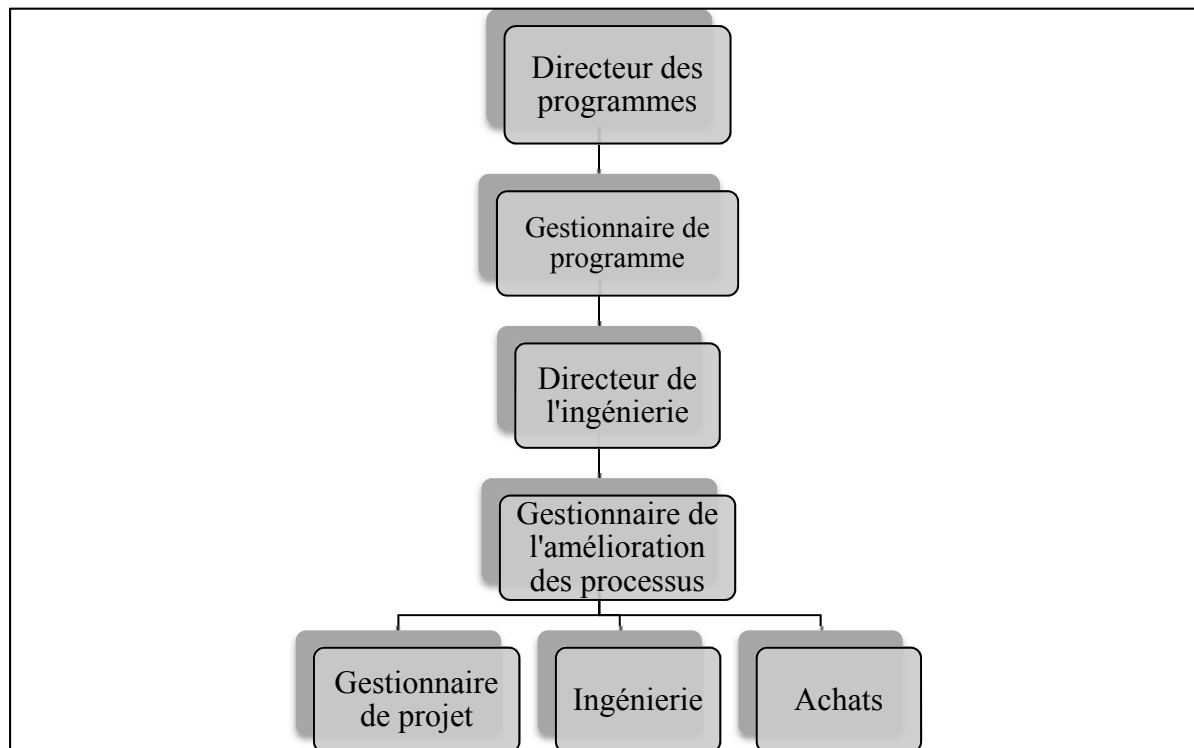 Directeur des
programmes
Gestionnaire de
programme
Directeur de
l'ingénierie
Gestionnaire de
l'amélioration
des processus
Gestionnaire
de projet
Ingénierie
Achats